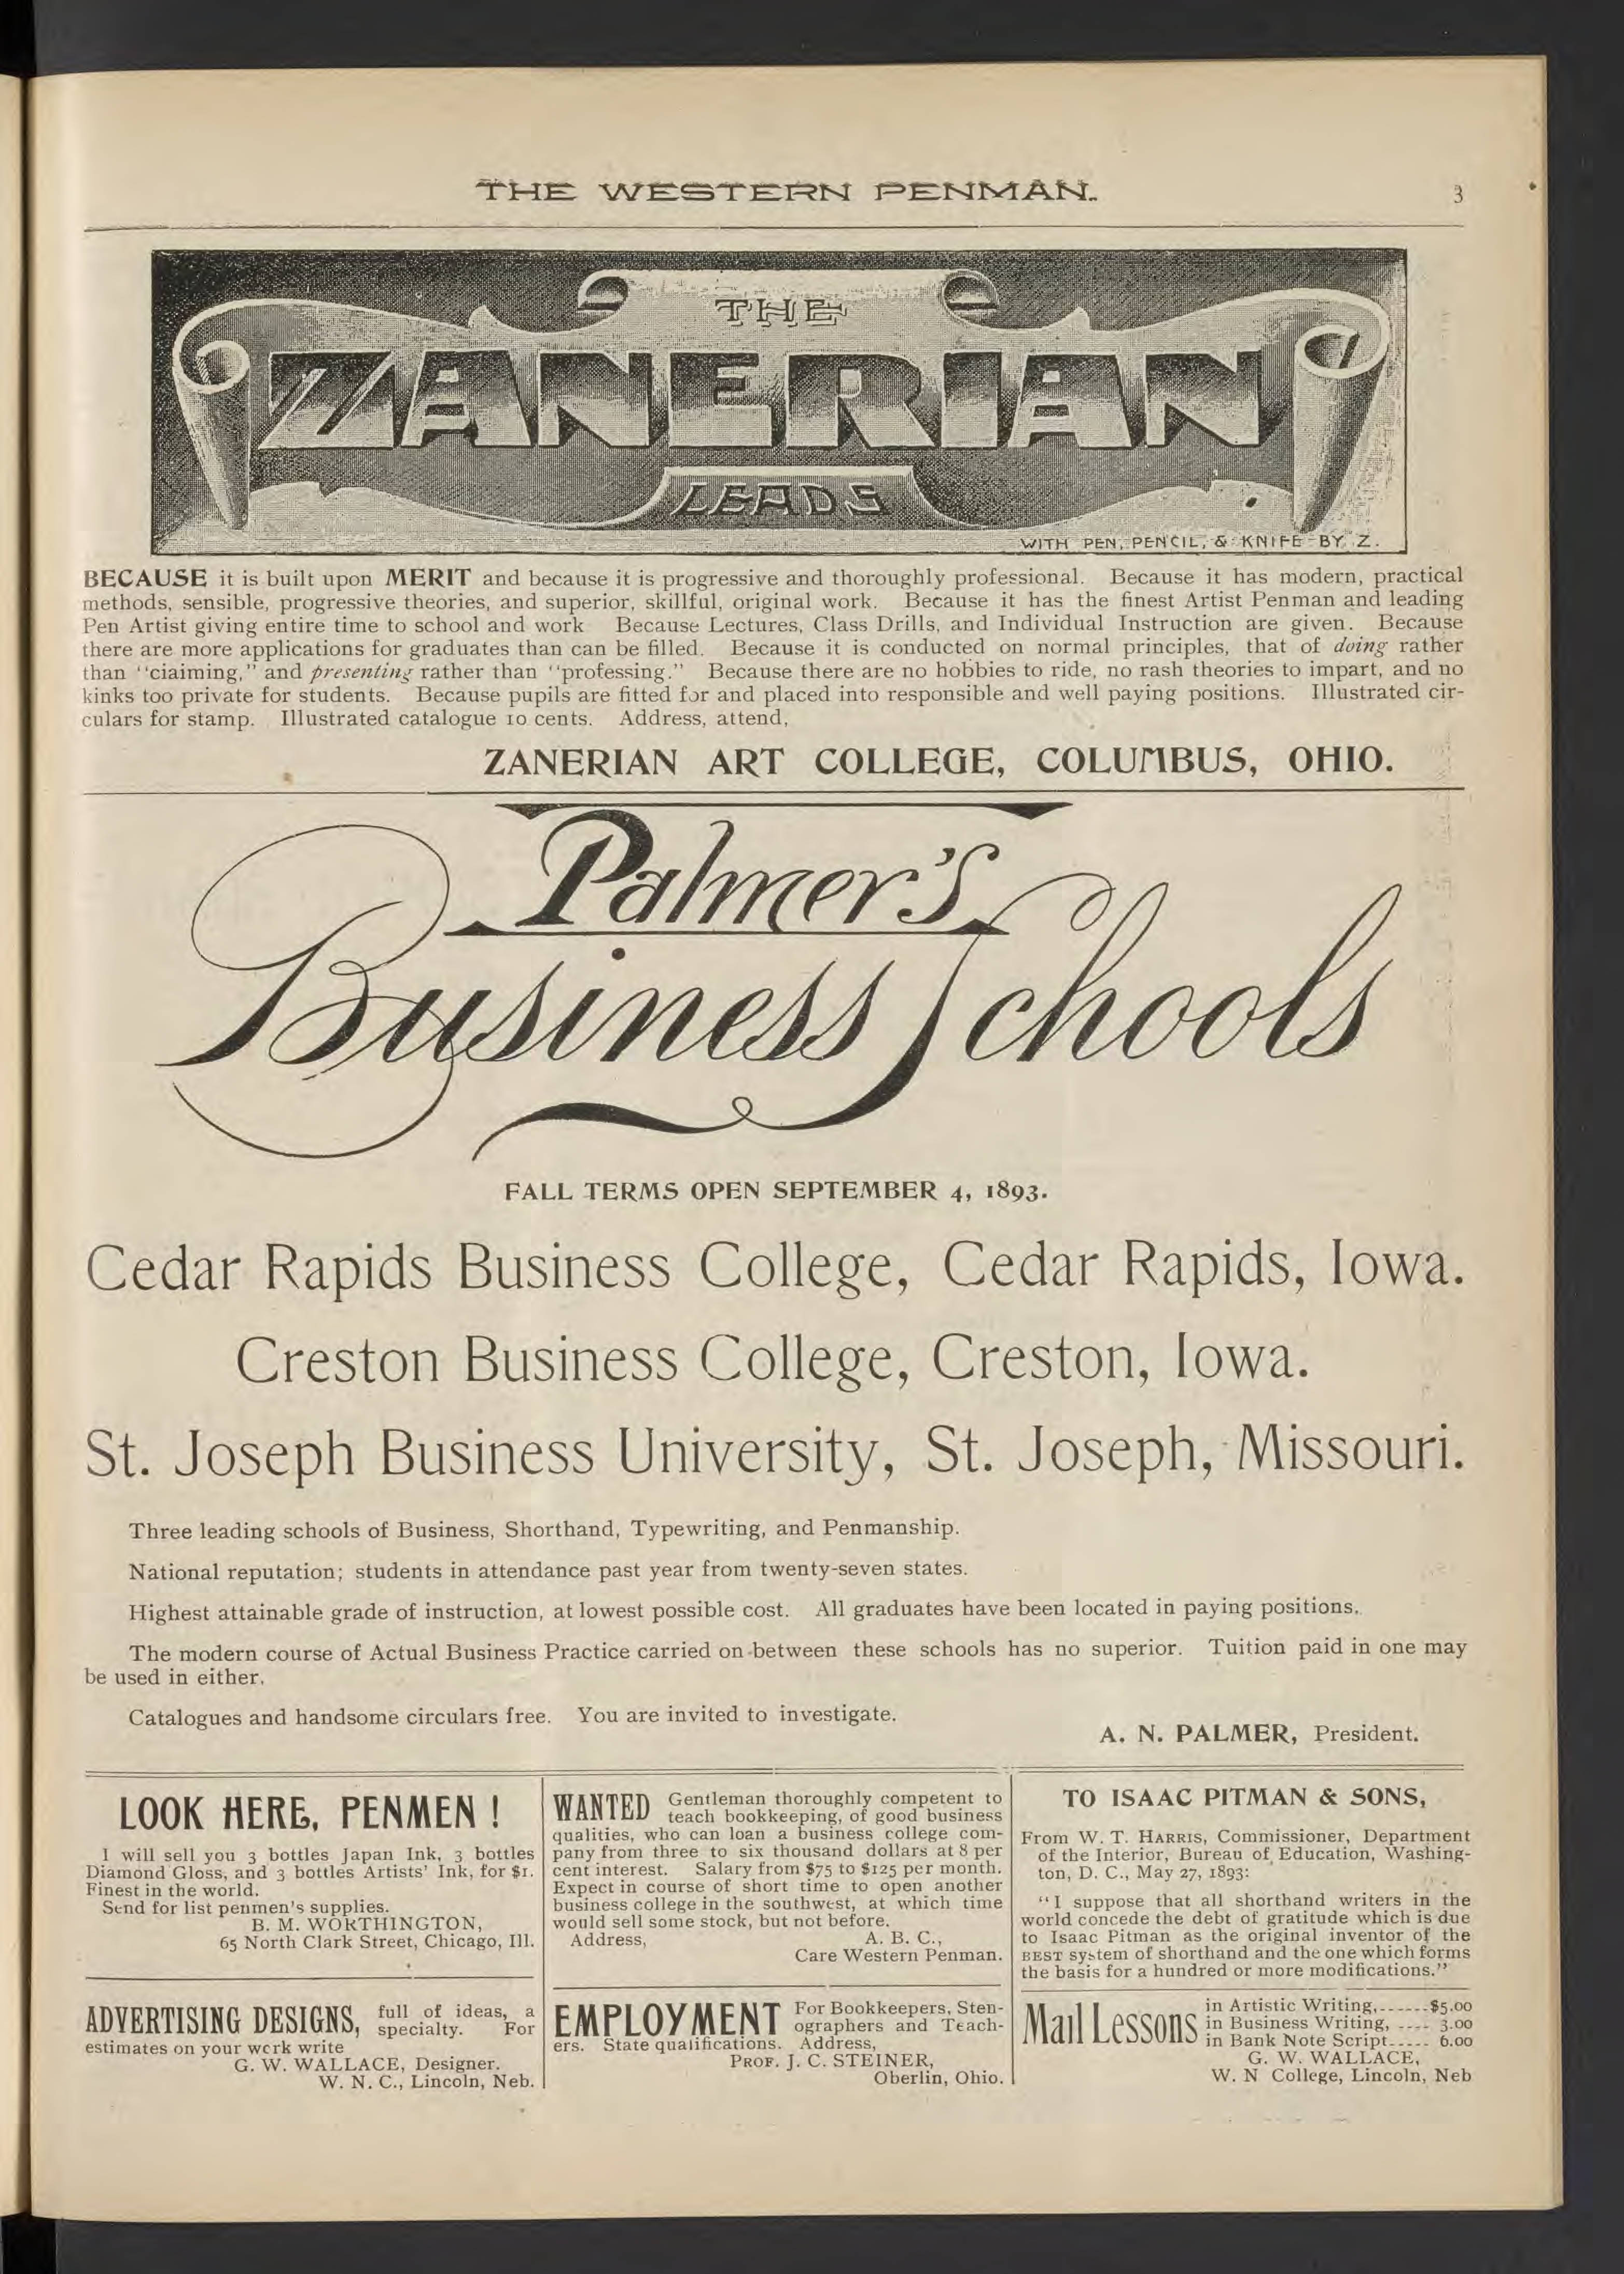 THE WESTERN PENMAN.
3
THE
ZANERIAN
LEADS
WITH PEN, PENCIL, & KNIFE BY Z.
BECAUSE it is built upon MERIT and because it is progressive and thoroughly professional. Because it has modern, practical
methods, sensible, progressive theories, and superior, skillful, original work. Because it has the finest Artist Penman and leading
Pen Artist giving entire time to school and work Because Lectures, Class Drills, and Individual Instruction are given. Because
there are more applications for graduates than can be filled. Because it is conducted on normal principles, that of doing rather
than "ciaiming," and presenting rather than "professing." Because there are no hobbies to ride, no rash theories to impart, and no
kinks too private for students. Because pupils are fitted for and placed into responsible and well paying positions. Illustrated cir-
culars for stamp. Illustrated catalogue 10 cents. Address, attend,
ZANERIAN ART COLLEGE, COLUMBUS, OHIO.
Palmer's
Business Schools
FALL TERMS OPEN SEPTEMBER 4, 1893.
Cedar Rapids Business College, Cedar Rapids, Iowa.
Creston Business College, Creston, Iowa.
St. Joseph Business University, St. Joseph, Missouri.
Three leading schools of Business, Shorthand, Typewriting, and Penmanship.
National reputation; students in attendance past year from twenty-seven states.
Highest attainable grade of instruction, at lowest possible cost. All graduates have been located in paying positions.
The modern course of Actual Business Practice carried on between these schools has no superior. Tuition paid in one may
be used in either.
Catalogues and handsome circulars free. You are invited to investigate.
A. N. PALMER, President.
LOOK HERE, PENMEN!
I will sell you 3 bottles Japan Ink, 3 bottles
Diamond Gloss, and 3 bottles Artists' Ink, for $1.
Finest in the world.
Send for list penmen's supplies.
B. M. WORTHINGTON,
65 North Clark Street, Chicago, Ill.
ADVERTISING DESIGNS, full of ideas, a
specialty. For
estimates on your work write
G. W. WALLACE, Designer.
W. N. C., Lincoln, Neb.
WANTED Gentleman thoroughly competent to
teach bookkeeping, of good business
qualities, who can loan a business college com-
pany from three to six thousand dollars at 8 per
cent interest. Salary from $75 to $125 per month.
Expect in course of short time to open another
business college in the southwest, at which time
would sell some stock, but not before.
Address, A. B. C.,
Care Western Penman.
EMPLOYMENT For Bookkeepers, Sten-
ographers and Teach-
ers. State qualifications. Address,
PROF. J. C. STEINER,
Oberlin, Ohio.
TO ISAAC PITMAN & SONS,
From W. T. HARRIS, Commissioner, Department
of the Interior, Bureau of Education, Washing-
ton, D. C., May 27, 1893:
"I suppose that all shorthand writers in the
world concede the debt of gratitude which is due
to Isaac Pitman as the original inventor of the
BEST system of shorthand and the one which forms
the basis for a hundred or more modifications."
Mail Lessons in Artistic Writing,------$5.00
in Business Writing, ---- 3.00
in Bank Note Script----- 6.00
G. W. WALLACE,
W. N College, Lincoln, Neb